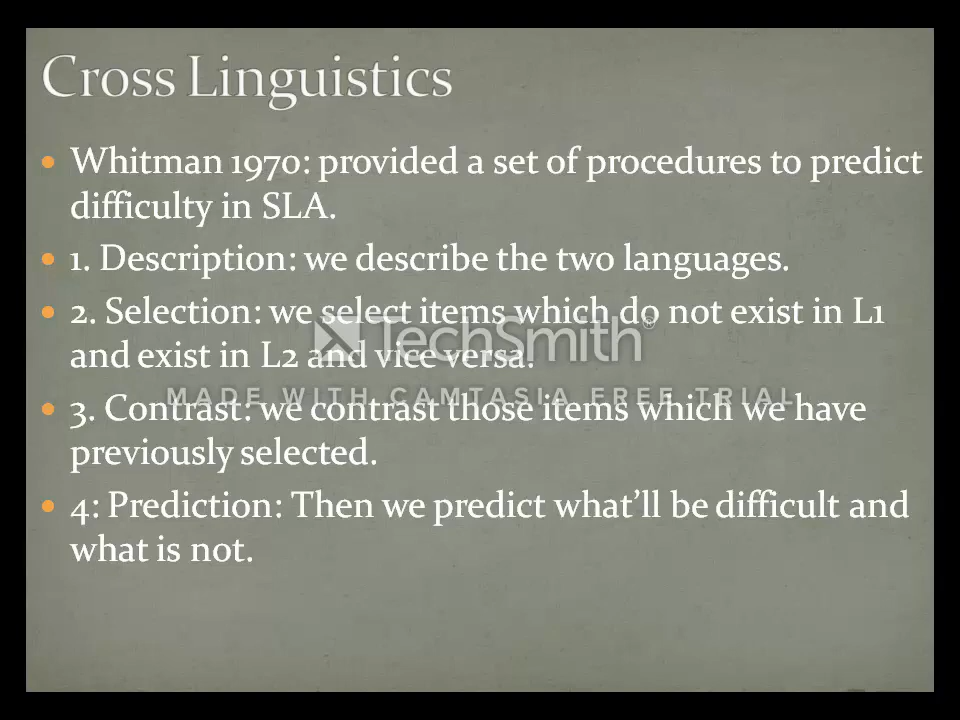 Cross Linguistics
• Whitman 1970: provided a set of procedures to predict
difficulty in SLA.
• 1. Description: we describe the two languages.
• 2. Selection: we select items which do not exist in L1
and exist in L2 and vice versa.
TechSmith®
MADE WITH CAMTASIA FREE TRIAL
• 3. Contrast: we contrast those items which we have
previously selected.
• 4: Prediction: Then we predict what'll be difficult and
what is not.